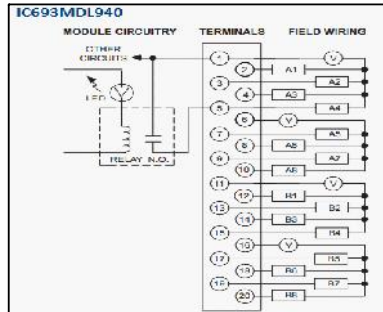 IC693MDL940
MODULE CIRCUITRY TERMINALS FIELD WIRING
OTHER
CIRCUITS
LED
RELAY N.O.
1 V
2 A1
3 A2
4 A3
5 A4
6 V
7 A5
8 A6
9 A7
10 A8
11 V
12 B1
13 B2
14 B3
15 B4
16 V
17 B5
18 B6
19 B7
20 B8